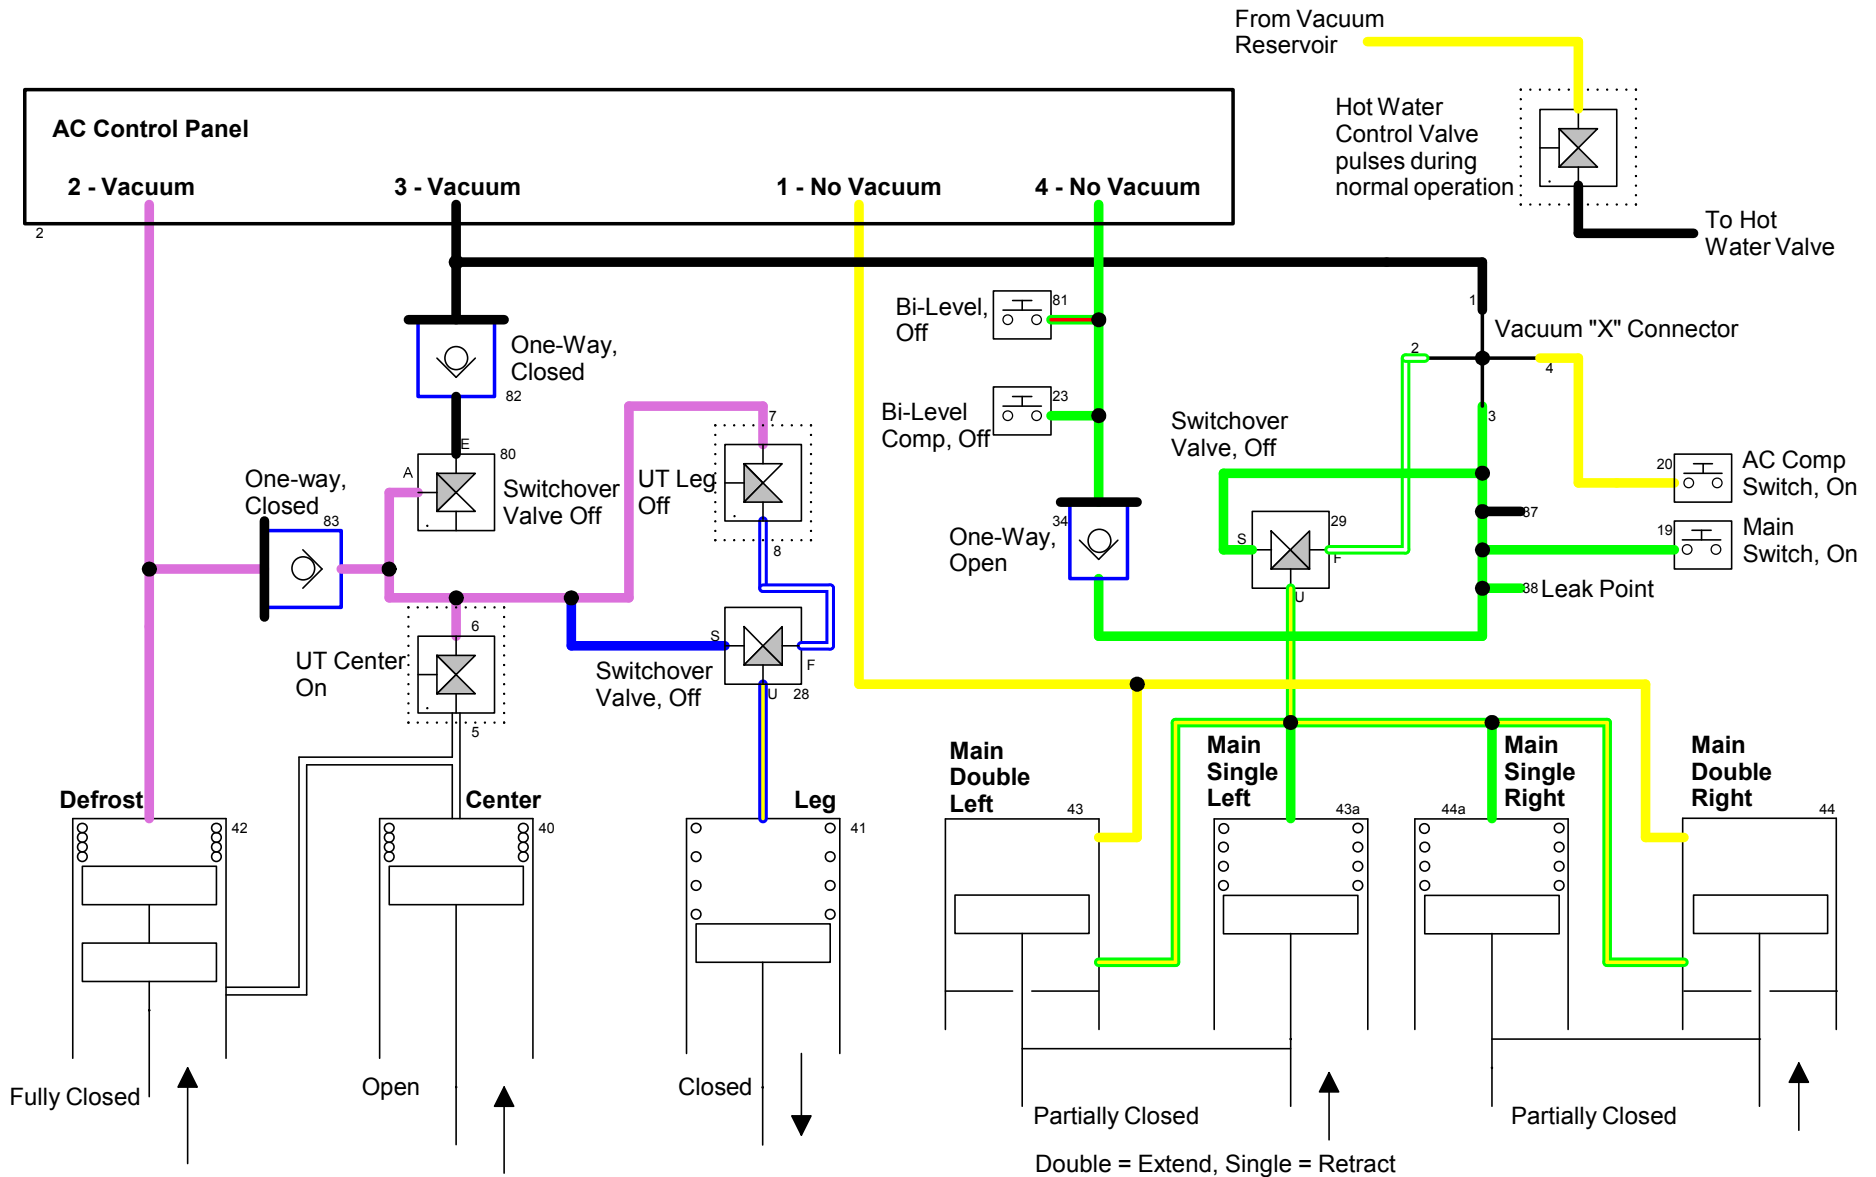 From Vacuum
Reservoir
AC Control Panel
2 - Vacuum
3 - Vacuum
1 - No Vacuum
4 - No Vacuum
2
Hot Water
Control Valve
pulses during
normal operation
To Hot
Water Valve
Bi-Level,
Off
81
1
Vacuum "X" Connector
2
4
3
One-Way,
Closed
82
Bi-Level
Comp, Off
23
Switchover
Valve, Off
7
E
80
A
One-way,
Closed
83
Switchover
Valve Off
UT Leg
Off
8
34
One-Way,
Open
20
AC Comp
Switch, On
37
19
Main
Switch, On
S
29
F
U
38
Leak Point
6
UT Center
On
5
S
F
U
28
Switchover
Valve, Off
Main
Double
Left
Main
Single
Left
Main
Single
Right
Main
Double
Right
Defrost
Center
Leg
42
40
41
43
43a
44a
44
Fully Closed
Open
Closed
Partially Closed
Partially Closed
Double = Extend, Single = Retract